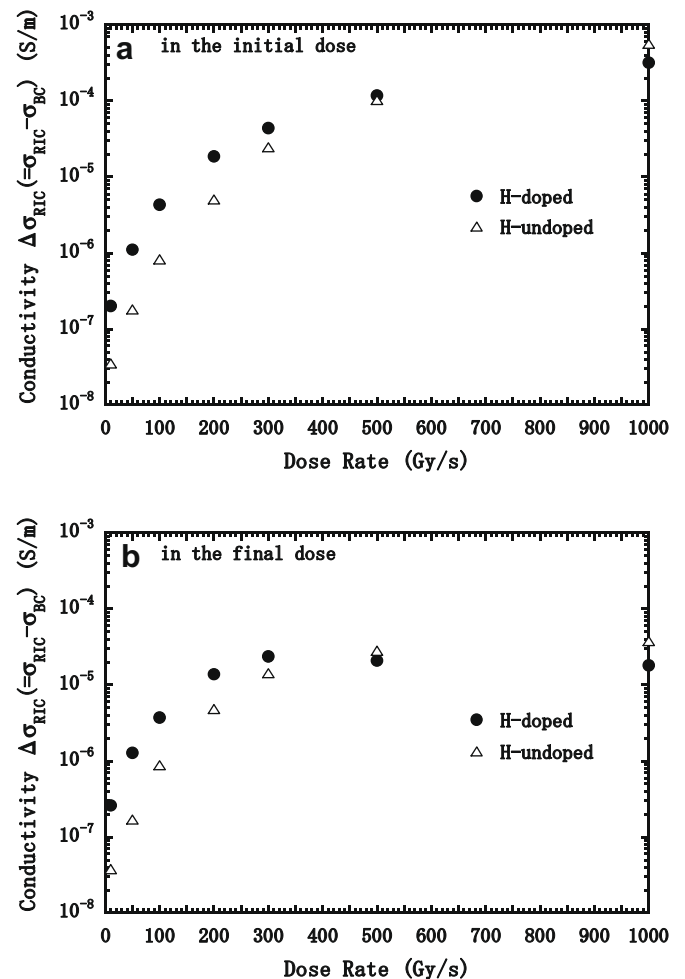 a in the initial dose
Conductivity Δσ_RIC(=σ_RIC−σ_BC) (S/m)
10⁻³
10⁻⁴
10⁻⁵
10⁻⁶
10⁻⁷
10⁻⁸
H-doped
H-undoped
0 100 200 300 400 500 600 700 800 900 1000
Dose Rate (Gy/s)
b in the final dose
Conductivity Δσ_RIC(=σ_RIC−σ_BC) (S/m)
10⁻³
10⁻⁴
10⁻⁵
10⁻⁶
10⁻⁷
10⁻⁸
H-doped
H-undoped
0 100 200 300 400 500 600 700 800 900 1000
Dose Rate (Gy/s)